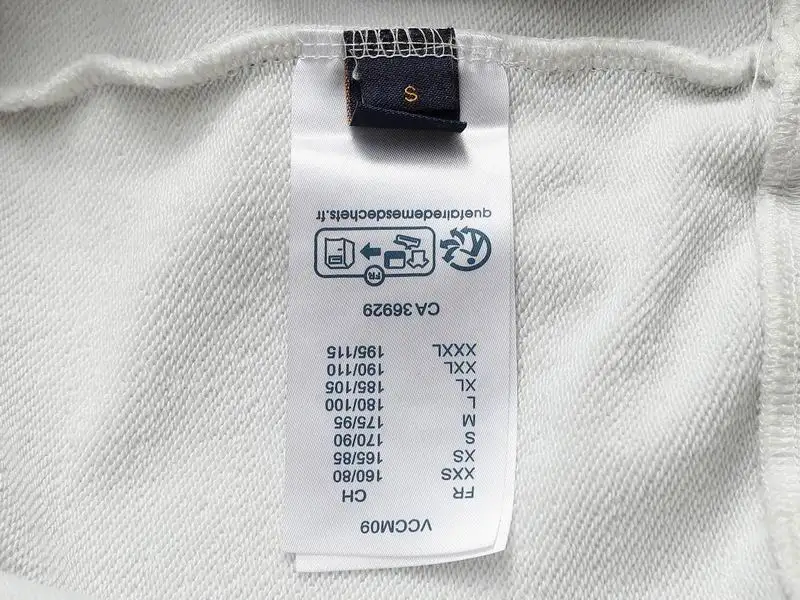 S
VCCM09
FR CH
XXS 160/80
XS 165/85
S 170/90
M 175/95
L 180/100
XL 185/105
XXL 190/110
XXXL 195/115
CA 36929
FR
quefairedemesdechets.fr